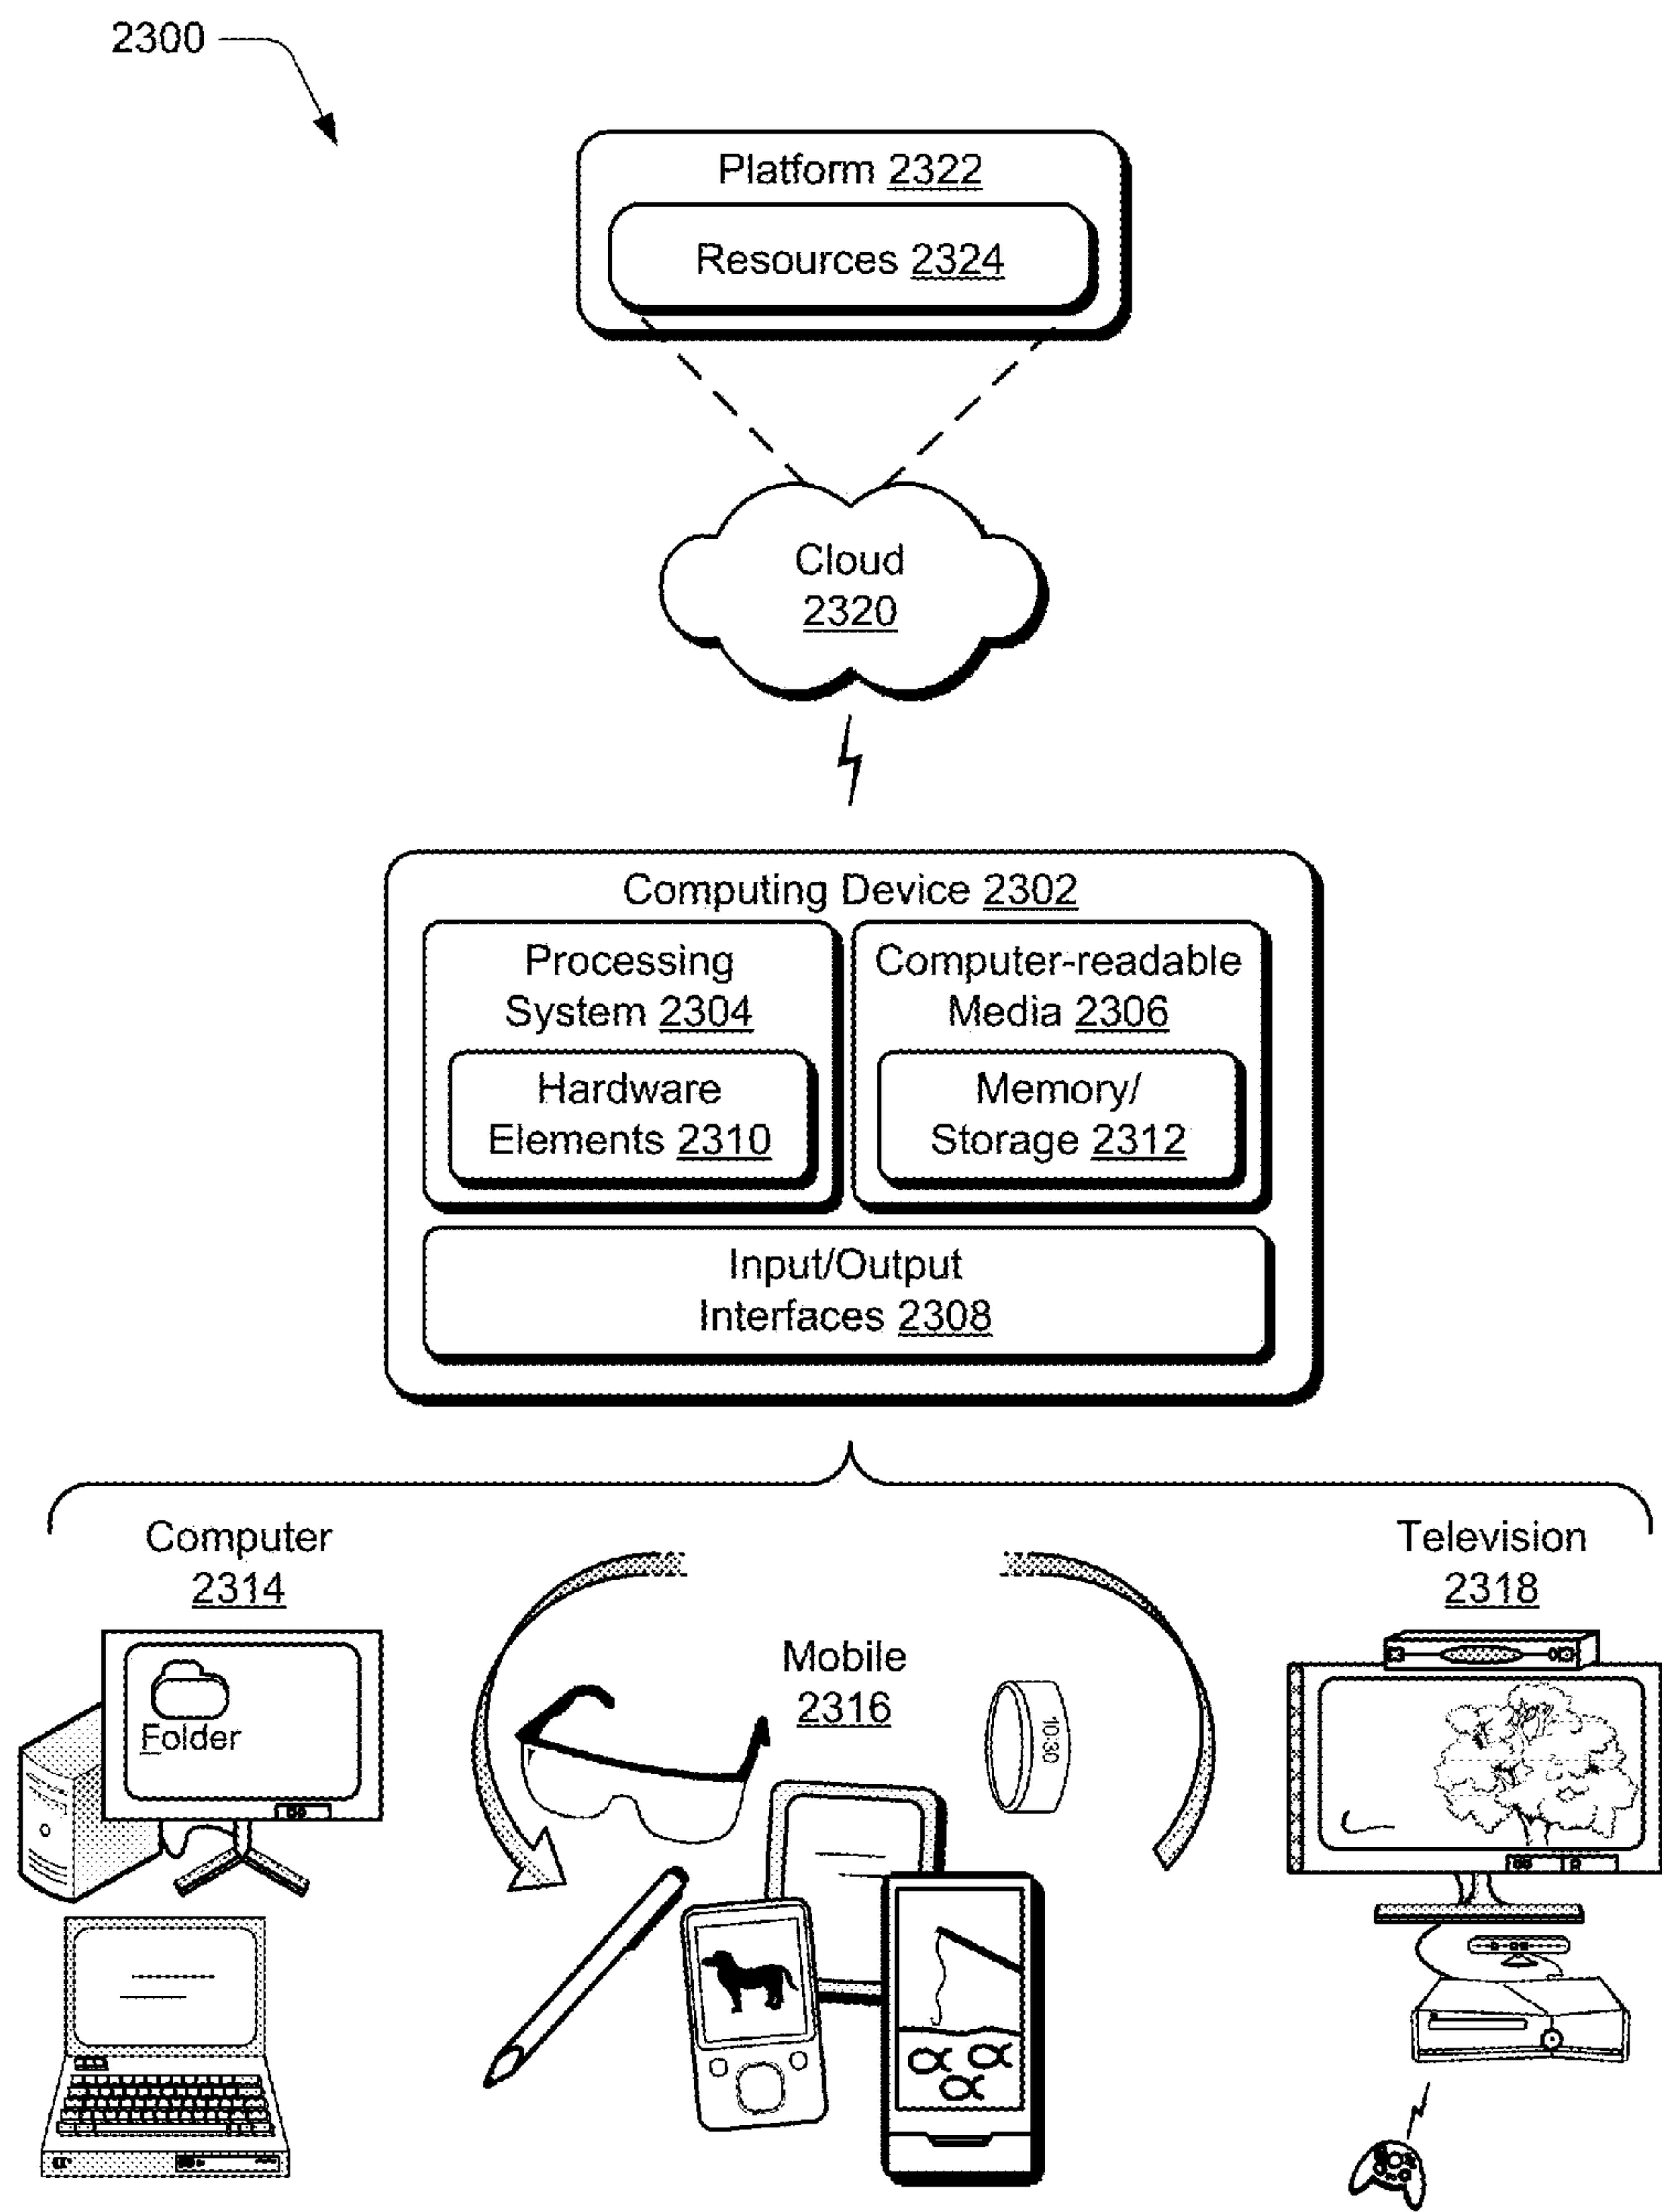 2300
Platform 2322
Resources 2324
Cloud
2320
Computing Device 2302
Processing
System 2304
Computer-readable
Media 2306
Hardware
Elements 2310
Memory/
Storage 2312
Input/Output
Interfaces 2308
Computer
2314
Mobile
2316
Television
2318
Folder
10:30